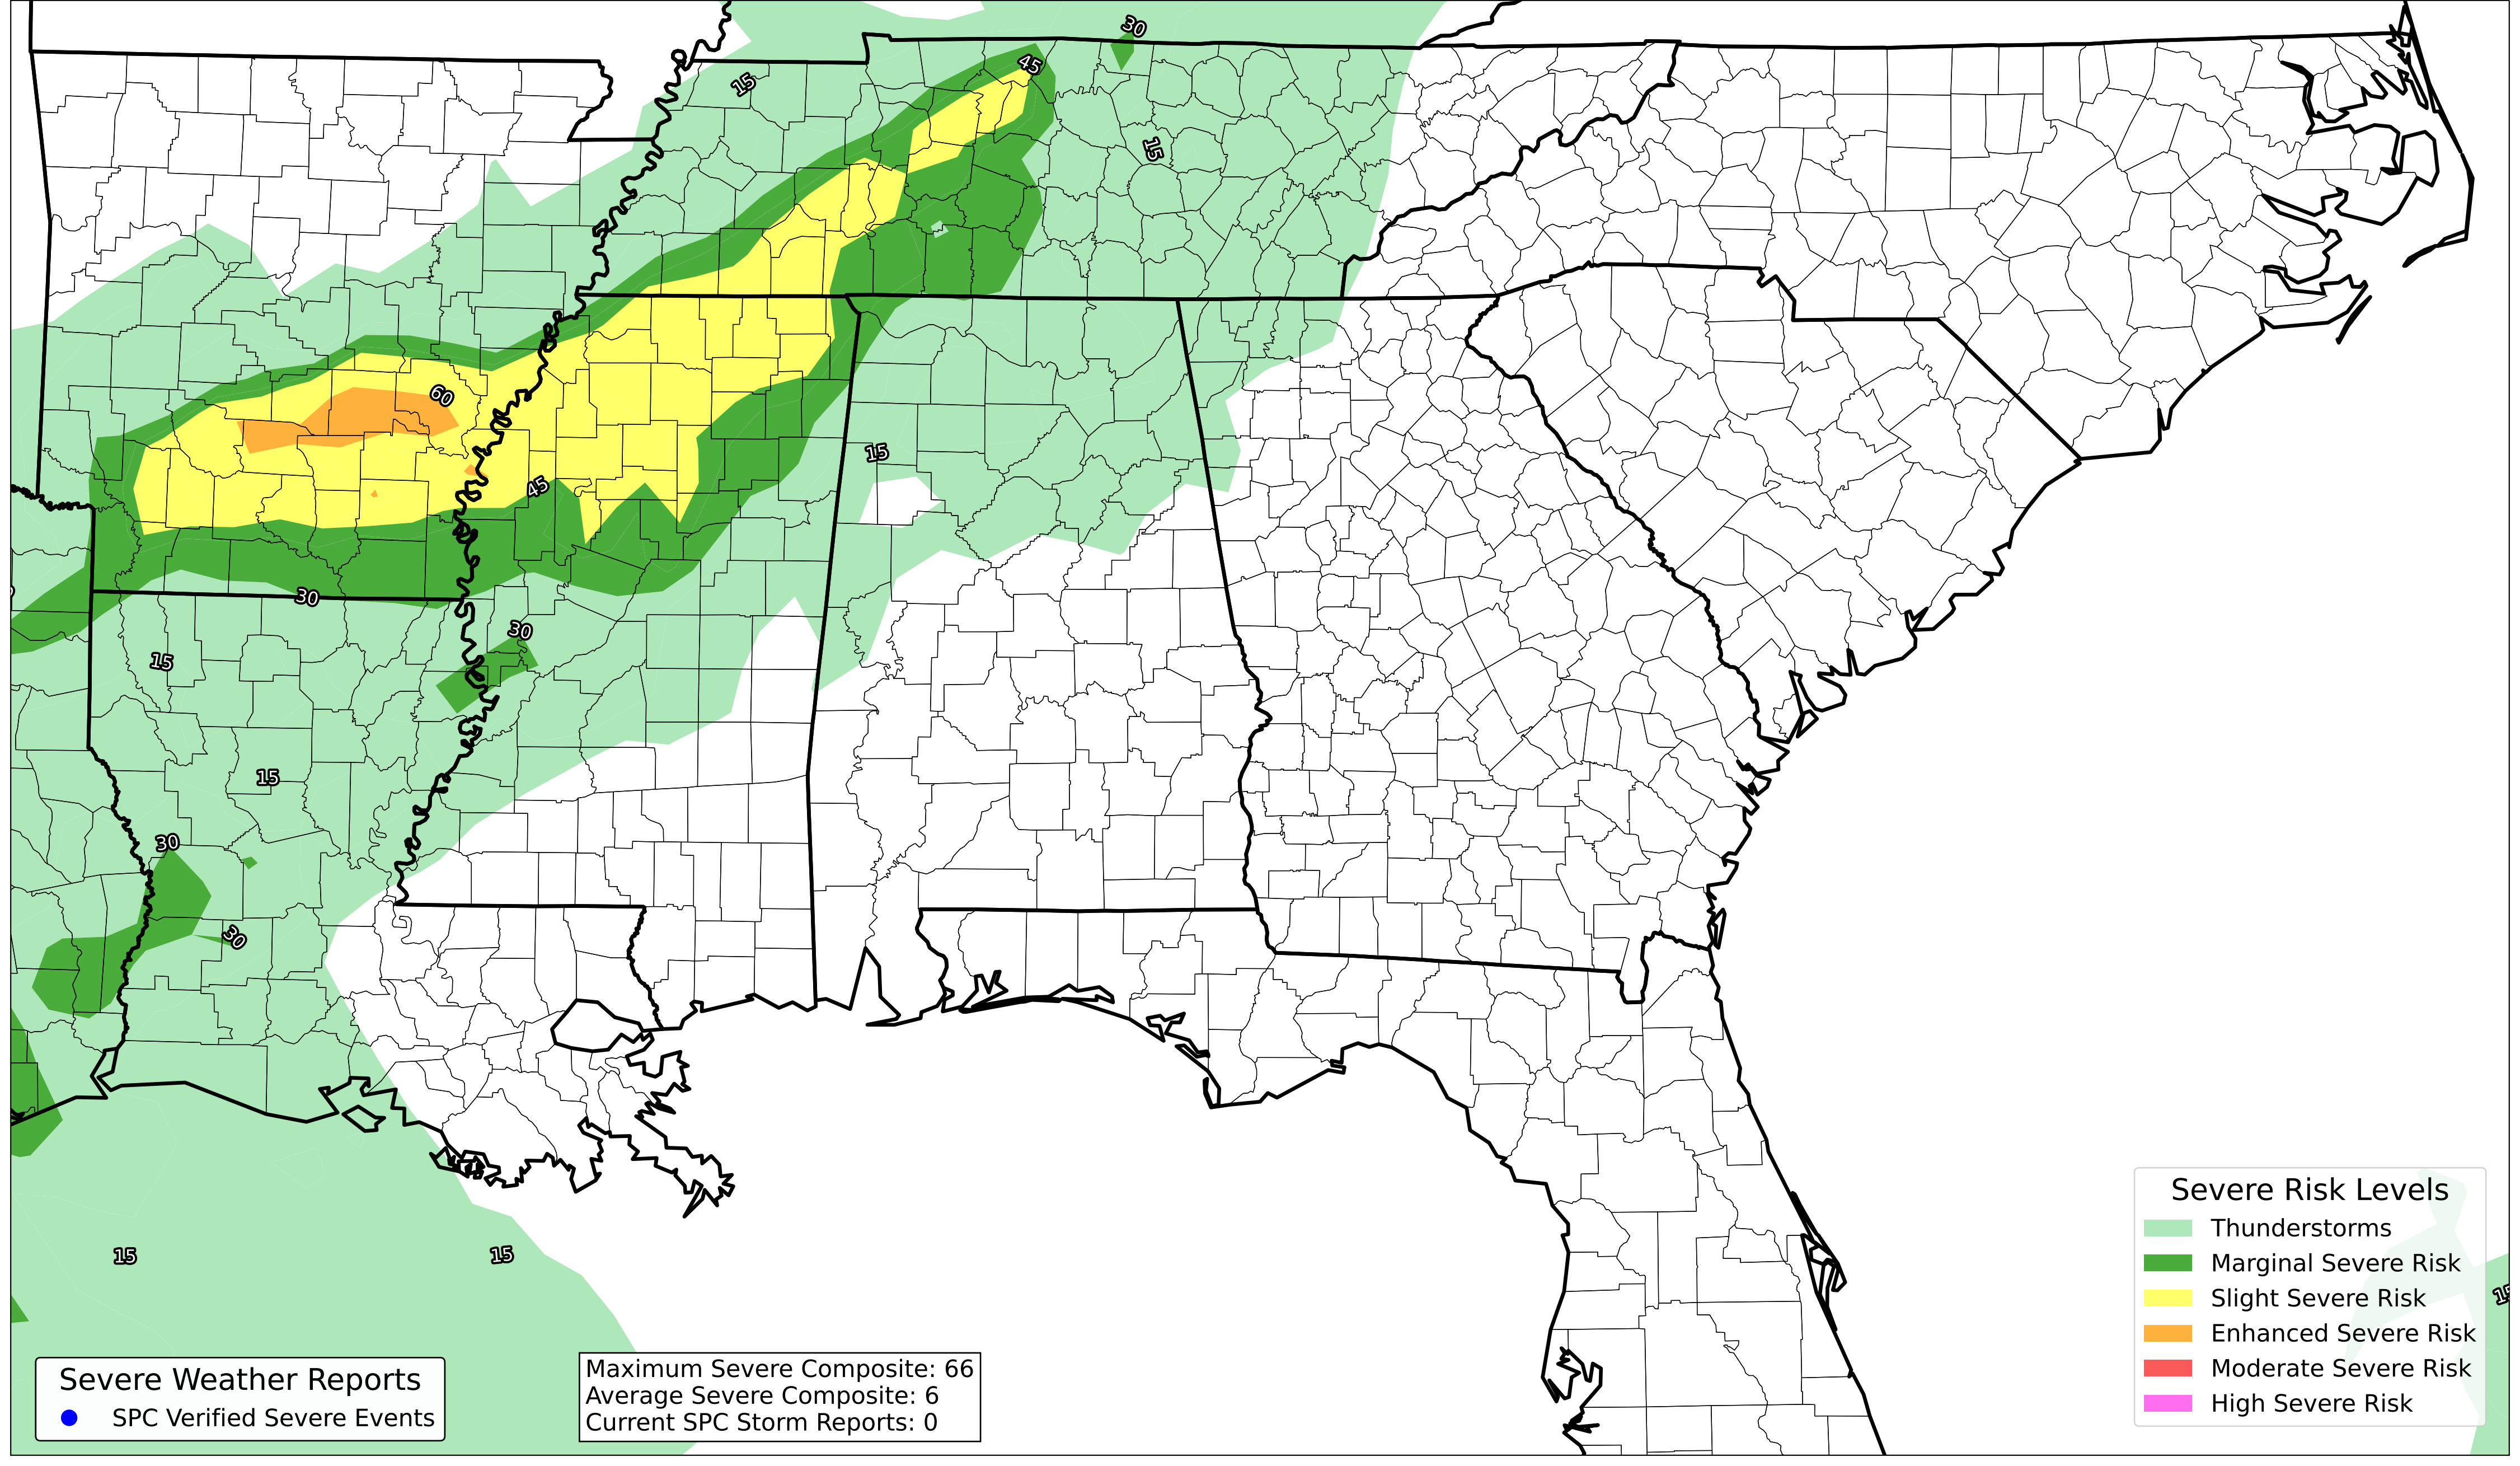 30
45
15
15
60
15
45
30
30
15
15
30
30
15
15
15
Severe Risk Levels
Thunderstorms
Marginal Severe Risk
Slight Severe Risk
Enhanced Severe Risk
Moderate Severe Risk
High Severe Risk
Severe Weather Reports
SPC Verified Severe Events
Maximum Severe Composite: 66
Average Severe Composite: 6
Current SPC Storm Reports: 0